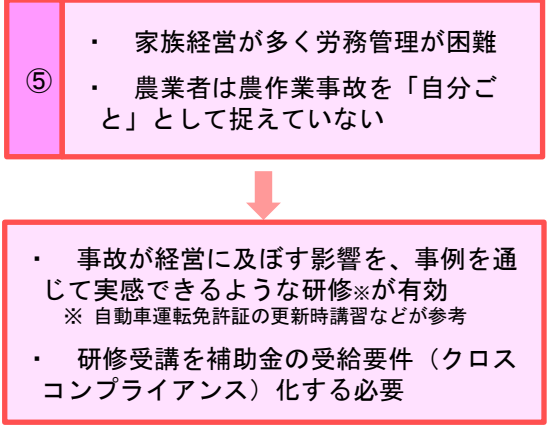 ⑤
・ 家族経営が多く労務管理が困難
・ 農業者は農作業事故を「自分ご
と」として捉えていない
・ 事故が経営に及ぼす影響を、事例を通
じて実感できるような研修※が有効
※ 自動車運転免許証の更新時講習などが参考
・ 研修受講を補助金の受給要件（クロス
コンプライアンス）化する必要